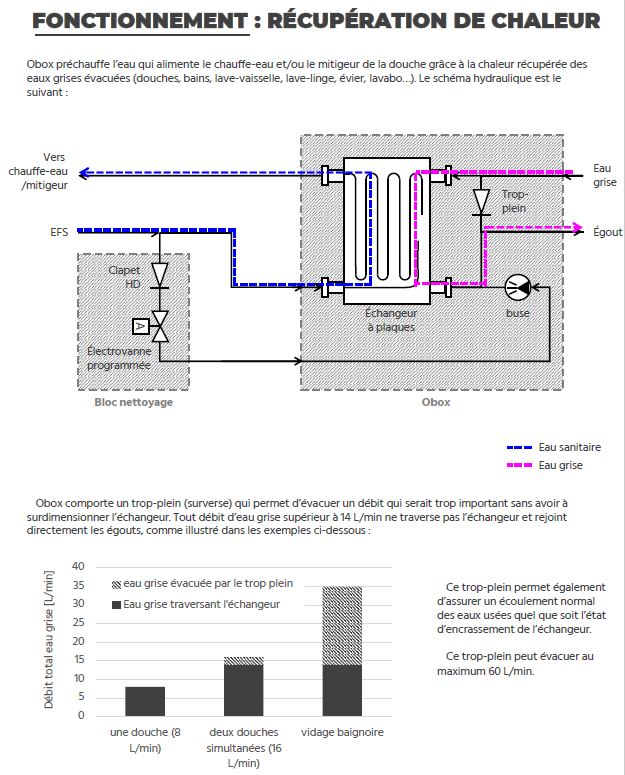 FONCTIONNEMENT : RÉCUPÉRATION DE CHALEUR
Obox préchauffe l'eau qui alimente le chauffe-eau et/ou le mitigeur de la douche grâce à la chaleur récupérée des
eaux grises évacuées (douches, bains, lave-vaisselle, lave-linge, évier, lavabo...). Le schéma hydraulique est le
suivant :
Vers
chauffe-eau
/mitigeur
Eau
grise
Trop-
plein
EFS
Égout
Clapet
HD
A
Échangeur
à plaques
buse
Électrovanne
programmée
Bloc nettoyage
Obox
Eau sanitaire
Eau grise
Obox comporte un trop-plein (surverse) qui permet d'évacuer un débit qui serait trop important sans avoir à
surdimensionner l'échangeur. Tout débit d'eau grise supérieur à 14 L/min ne traverse pas l'échangeur et rejoint
directement les égouts, comme illustré dans les exemples ci-dessous :
Débit total eau grise [L/min]
40
35
30
25
20
15
10
5
0
eau grise évacuée par le trop plein
Eau grise traversant l'échangeur
une douche (8
L/min)
deux douches
simultanées (16
L/min)
vidage baignoire
Ce trop-plein permet également
d'assurer un écoulement normal
des eaux usées quel que soit l'état
d'encrassement de l'échangeur.
Ce trop-plein peut évacuer au
maximum 60 L/min.